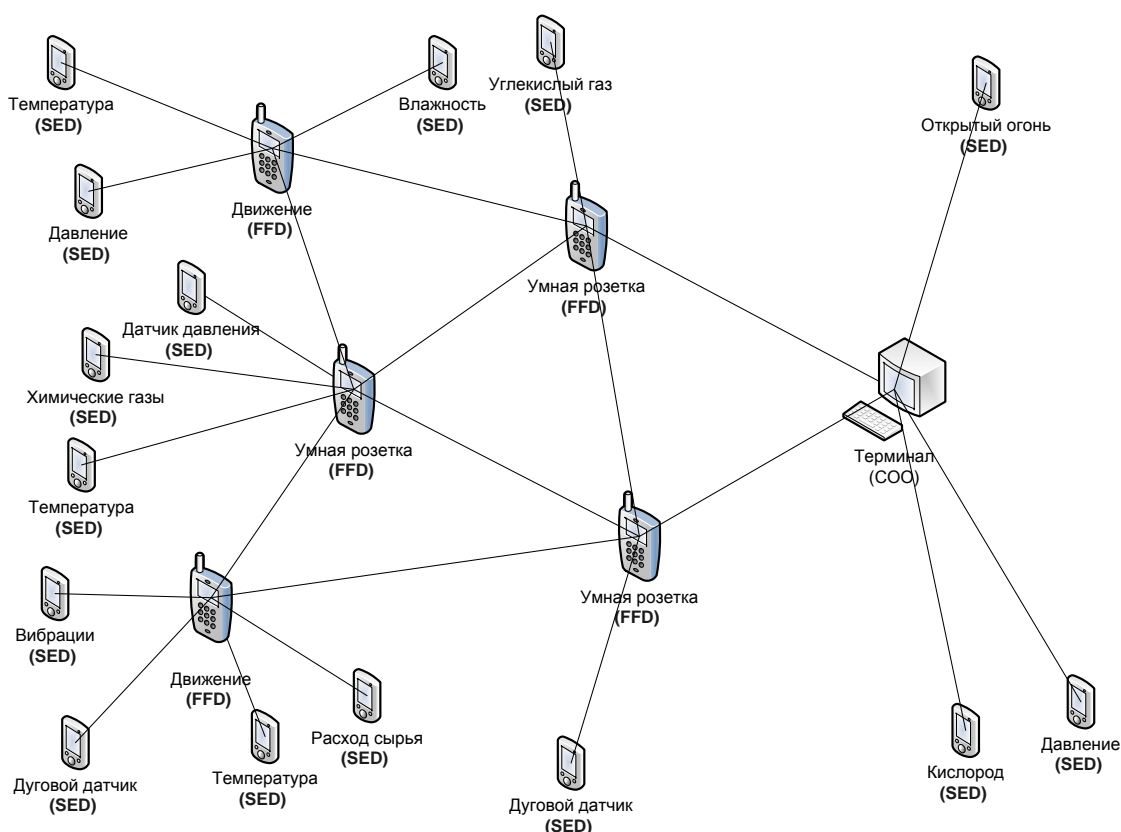 Температура
(SED)
Влажность
(SED)
Углекислый газ
(SED)
Открытый огонь
(SED)
Давление
(SED)
Движение
(FFD)
Умная розетка
(FFD)
Датчик давления
(SED)
Химические газы
(SED)
Умная розетка
(FFD)
Терминал
(COO)
Температура
(SED)
Вибрации
(SED)
Умная розетка
(FFD)
Движение
(FFD)
Расход сырья
(SED)
Дуговой датчик
(SED)
Температура
(SED)
Дуговой датчик
(SED)
Кислород
(SED)
Давление
(SED)